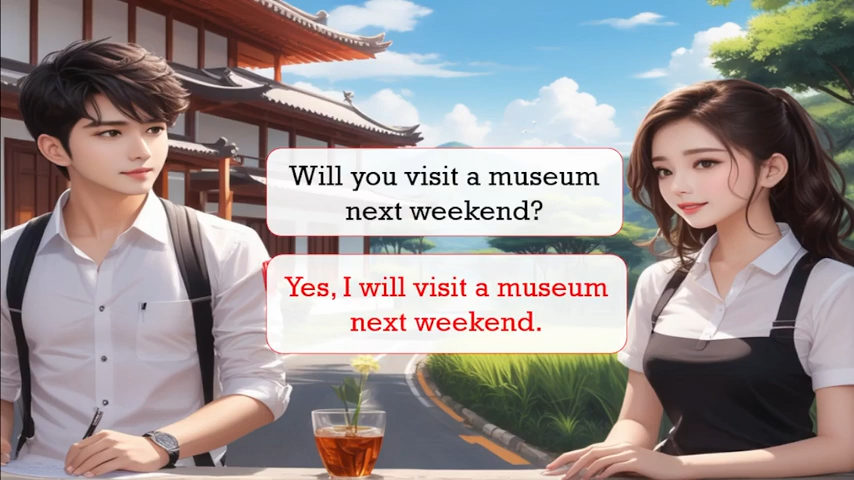 Will you visit a museum
next weekend?
Yes, I will visit a museum
next weekend.